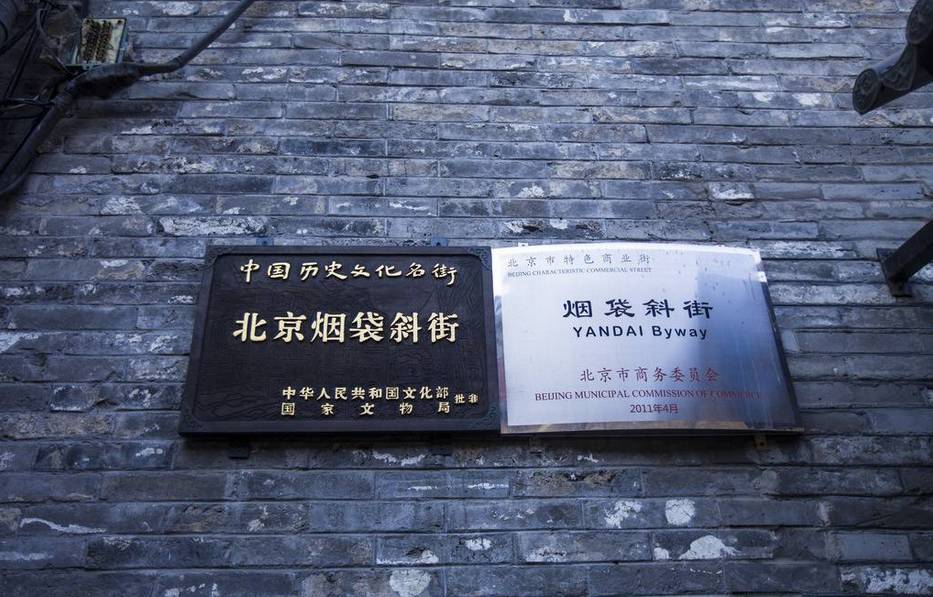 中国历史文化名街
北京烟袋斜街
中华人民共和国文化部
国家文物局
批准
北京市特色商业街
BEIJING CHARACTERISTIC COMMERCIAL STREET
烟袋斜街
YANDAI Byway
北京市商务委员会
BEIJING MUNICIPAL COMMISSION OF COMMERCE
2011年4月